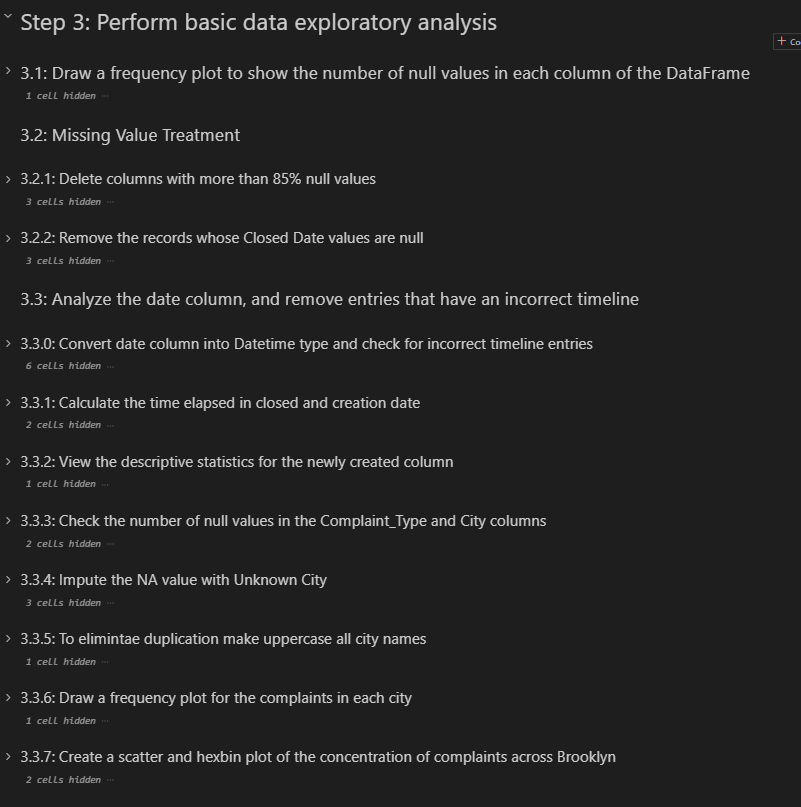 Step 3: Perform basic data exploratory analysis
+ Co
3.1: Draw a frequency plot to show the number of null values in each column of the DataFrame
1 cell hidden ...
3.2: Missing Value Treatment
3.2.1: Delete columns with more than 85% null values
3 cells hidden ...
3.2.2: Remove the records whose Closed Date values are null
3 cells hidden ...
3.3: Analyze the date column, and remove entries that have an incorrect timeline
3.3.0: Convert date column into Datetime type and check for incorrect timeline entries
6 cells hidden ...
3.3.1: Calculate the time elapsed in closed and creation date
2 cells hidden ...
3.3.2: View the descriptive statistics for the newly created column
1 cell hidden ...
3.3.3: Check the number of null values in the Complaint_Type and City columns
2 cells hidden ...
3.3.4: Impute the NA value with Unknown City
3 cells hidden ...
3.3.5: To elimintae duplication make uppercase all city names
1 cell hidden ...
3.3.6: Draw a frequency plot for the complaints in each city
1 cell hidden ...
3.3.7: Create a scatter and hexbin plot of the concentration of complaints across Brooklyn
2 cells hidden ...